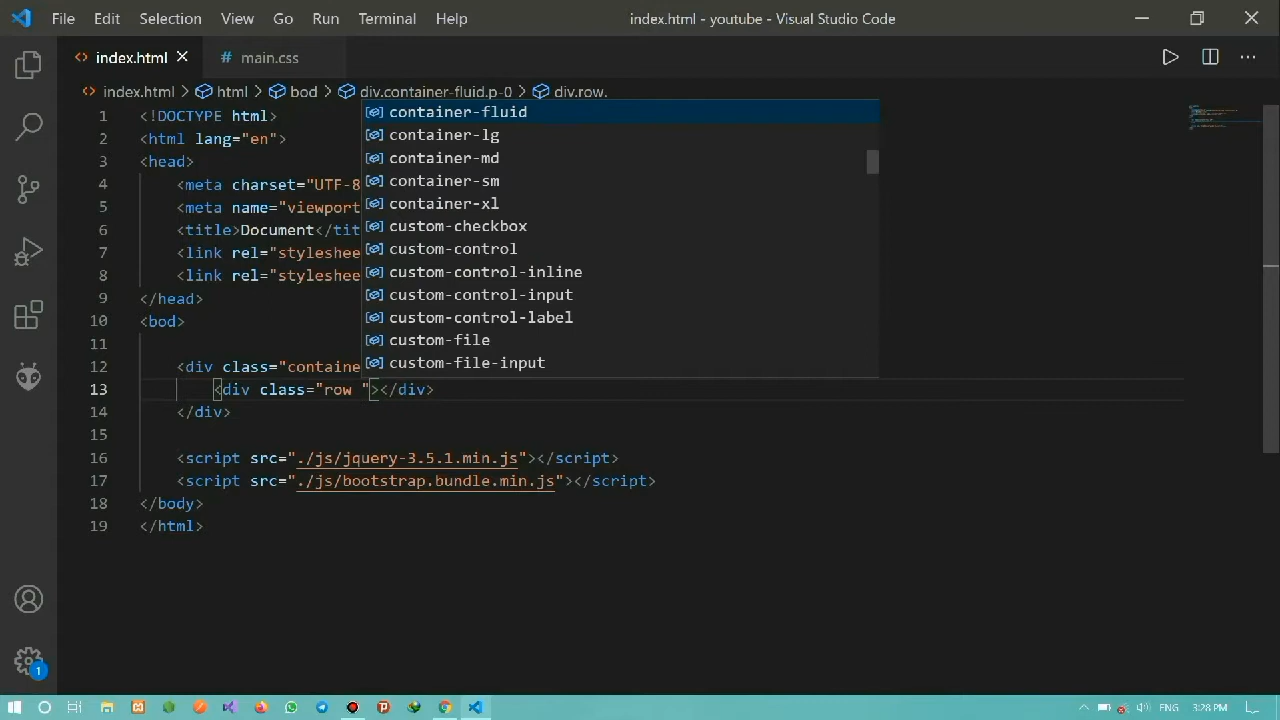 File Edit Selection View Go Run Terminal Help index.html - youtube - Visual Studio Code
<> index.html # main.css
<> index.html > html > bod > div.container-fluid.p-0 > div.row.
1 <!DOCTYPE html>
2 <html lang="en">
3 <head>
4 <meta charset="UTF-8
5 <meta name="viewport
6 <title>Document</tit
7 <link rel="styleshee
8 <link rel="styleshee
9 </head>
10 <bod>
11
12 <div class="containe
13 <div class="row "></div>
14 </div>
15
16 <script src="./js/jquery-3.5.1.min.js"></script>
17 <script src="./js/bootstrap.bundle.min.js"></script>
18 </body>
19 </html>
container-fluid
container-lg
container-md
container-sm
container-xl
custom-checkbox
custom-control
custom-control-inline
custom-control-input
custom-control-label
custom-file
custom-file-input
1
ENG 3:28 PM